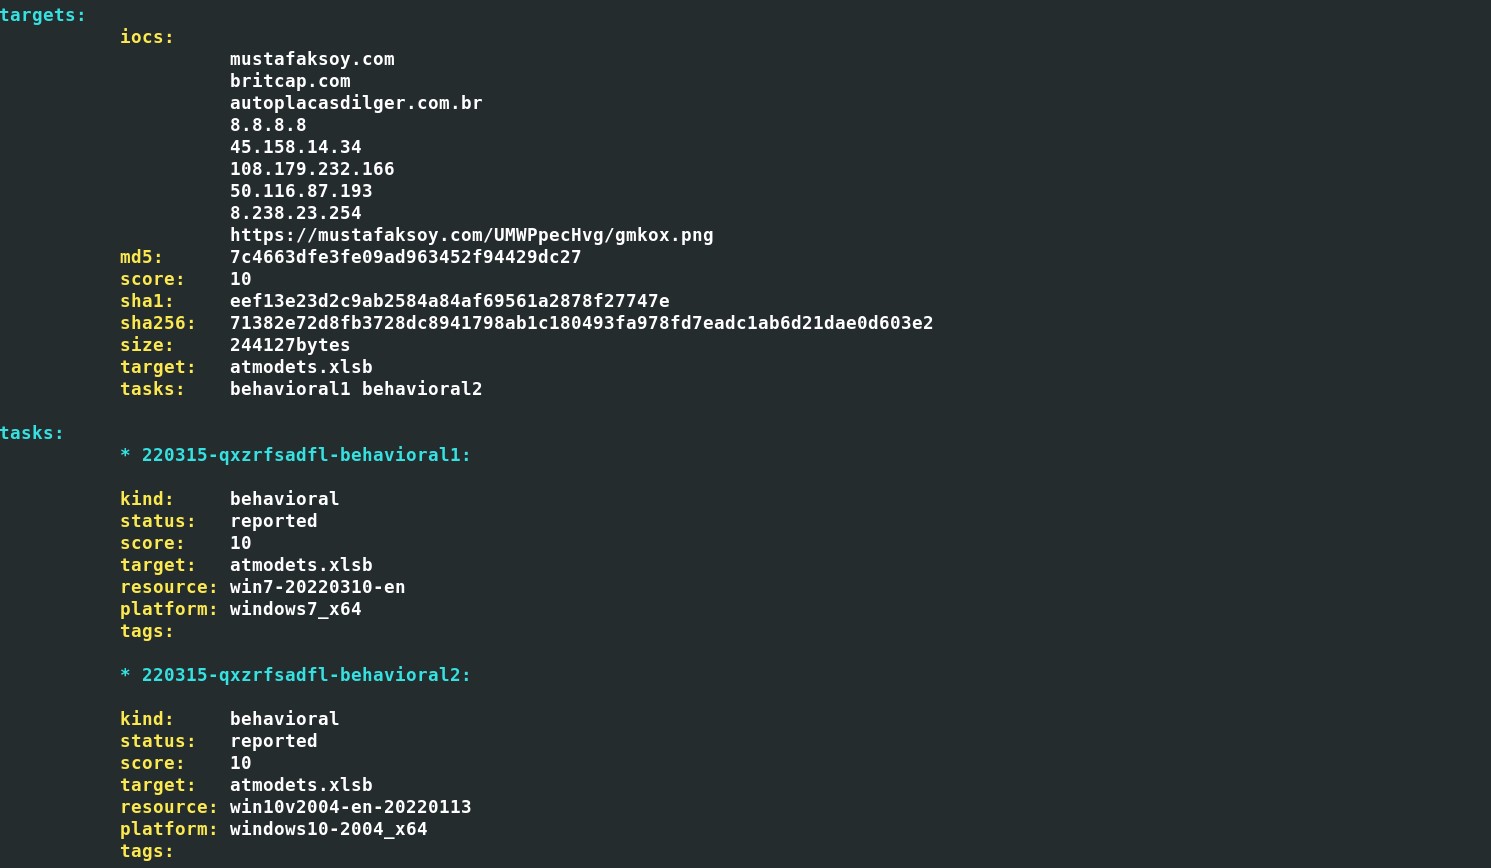 targets:
iocs:
mustafaksoy.com
britcap.com
autoplacasdilger.com.br
8.8.8.8
45.158.14.34
108.179.232.166
50.116.87.193
8.238.23.254
https://mustafaksoy.com/UMWPpecHvg/gmkox.png
md5: 7c4663dfe3fe09ad963452f94429dc27
score: 10
sha1: eef13e23d2c9ab2584a84af69561a2878f27747e
sha256: 71382e72d8fb3728dc8941798ab1c180493fa978fd7eadc1ab6d21dae0d603e2
size: 244127bytes
target: atmodets.xlsb
tasks: behavioral1 behavioral2
tasks:
* 220315-qxzrfsadfl-behavioral1:
kind: behavioral
status: reported
score: 10
target: atmodets.xlsb
resource: win7-20220310-en
platform: windows7_x64
tags:
* 220315-qxzrfsadfl-behavioral2:
kind: behavioral
status: reported
score: 10
target: atmodets.xlsb
resource: win10v2004-en-20220113
platform: windows10-2004_x64
tags: